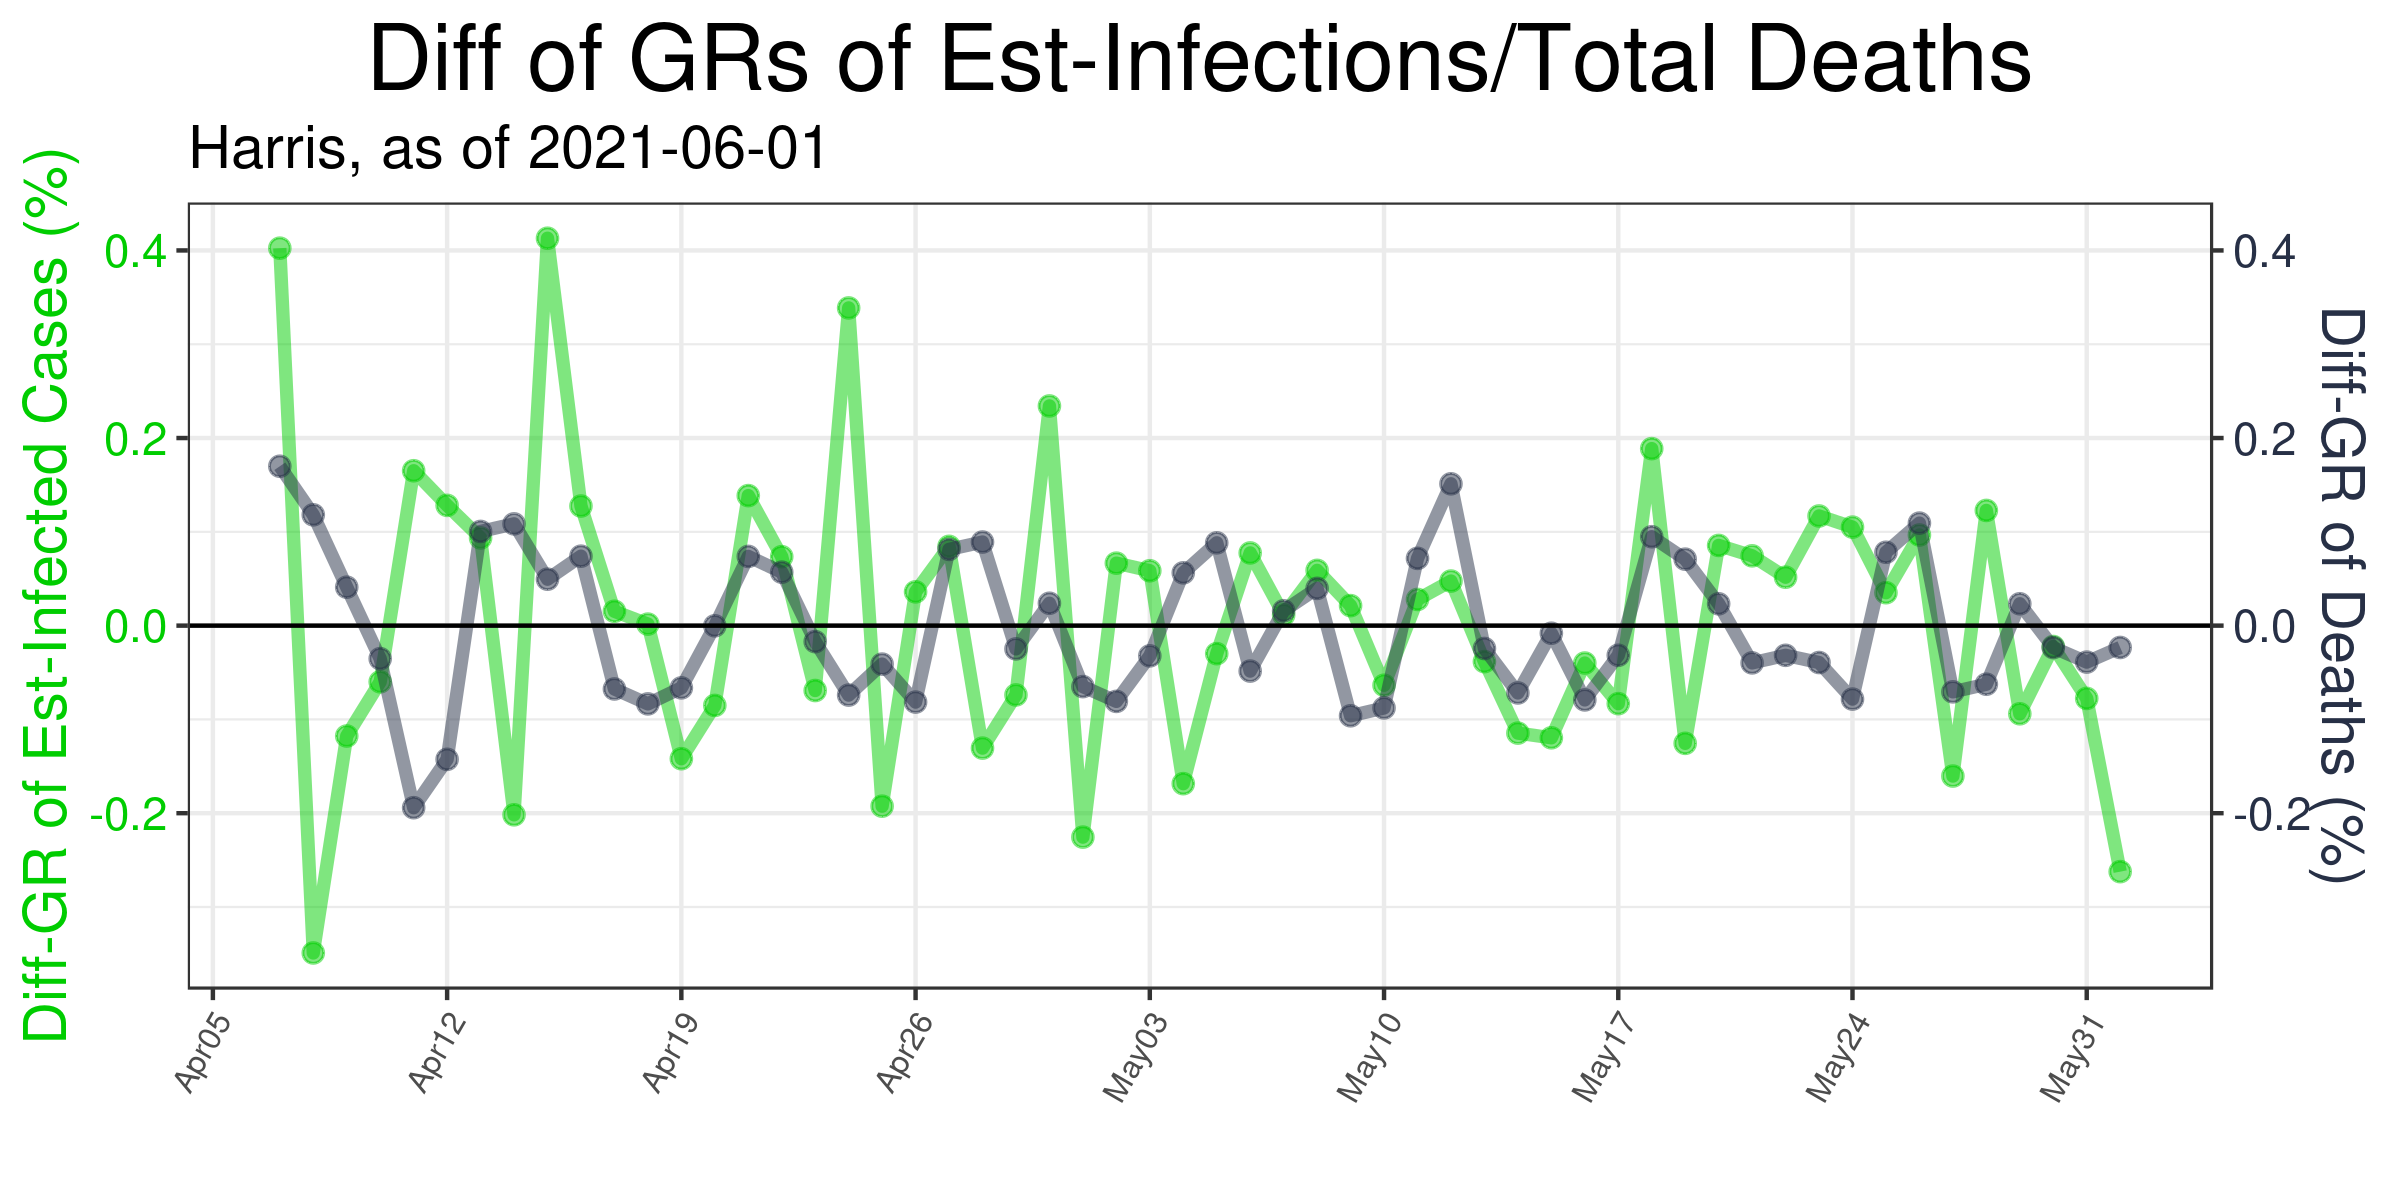 Diff of GRs of Est-Infections/Total Deaths
Harris, as of 2021-06-01
Diff-GR of Est-Infected Cases (%)
0.4
0.2
0.0
-0.2
0.4
0.2
0.0
-0.2
Diff-GR of Deaths (%)
Apr05
Apr12
Apr19
Apr26
May03
May10
May17
May24
May31